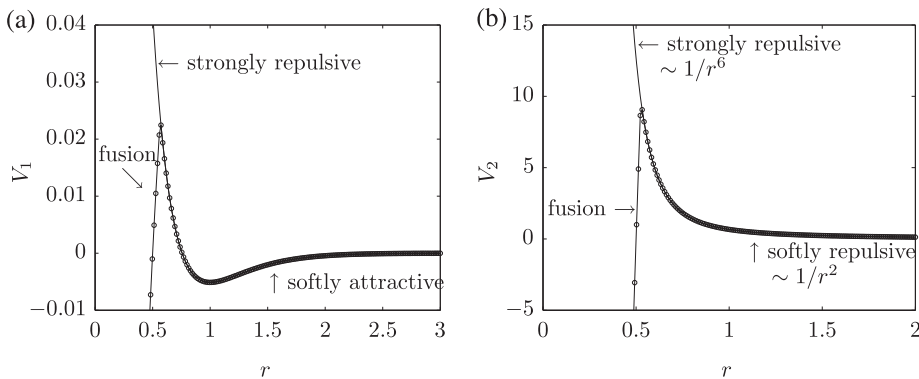 (a)
0.04
0.03
0.02
0.01
0
−0.01
V₁
← strongly repulsive
fusion
↑ softly attractive
0 0.5 1 1.5 2 2.5 3
r
(b)
15
10
5
0
−5
V₂
← strongly repulsive
∼ 1/r⁶
fusion →
↑ softly repulsive
∼ 1/r²
0 0.5 1 1.5 2
r